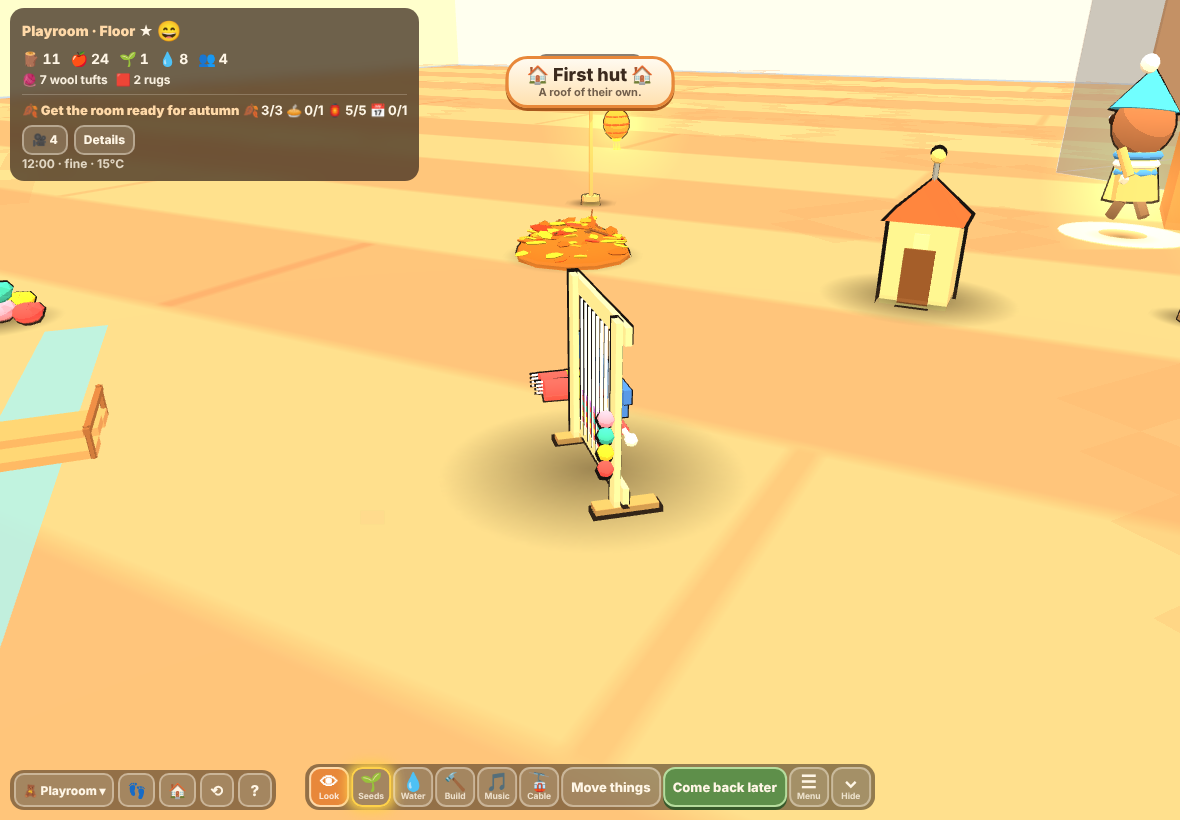 Playroom · Floor ★ 😄
🪵 11 🍎 24 🌱 1 💧 8 👥 4
🧶 7 wool tufts 🟥 2 rugs
🍂 Get the room ready for autumn 🍂 3/3 🥧 0/1 🏮 5/5 📅 0/1
🎥 4 Details
12:00 · fine · 15°C
🏠 First hut 🏠
A roof of their own.
🧸 Playroom ▾
?
Look
Seeds
Water
Build
Music
Cable
Move things
Come back later
Menu
Hide